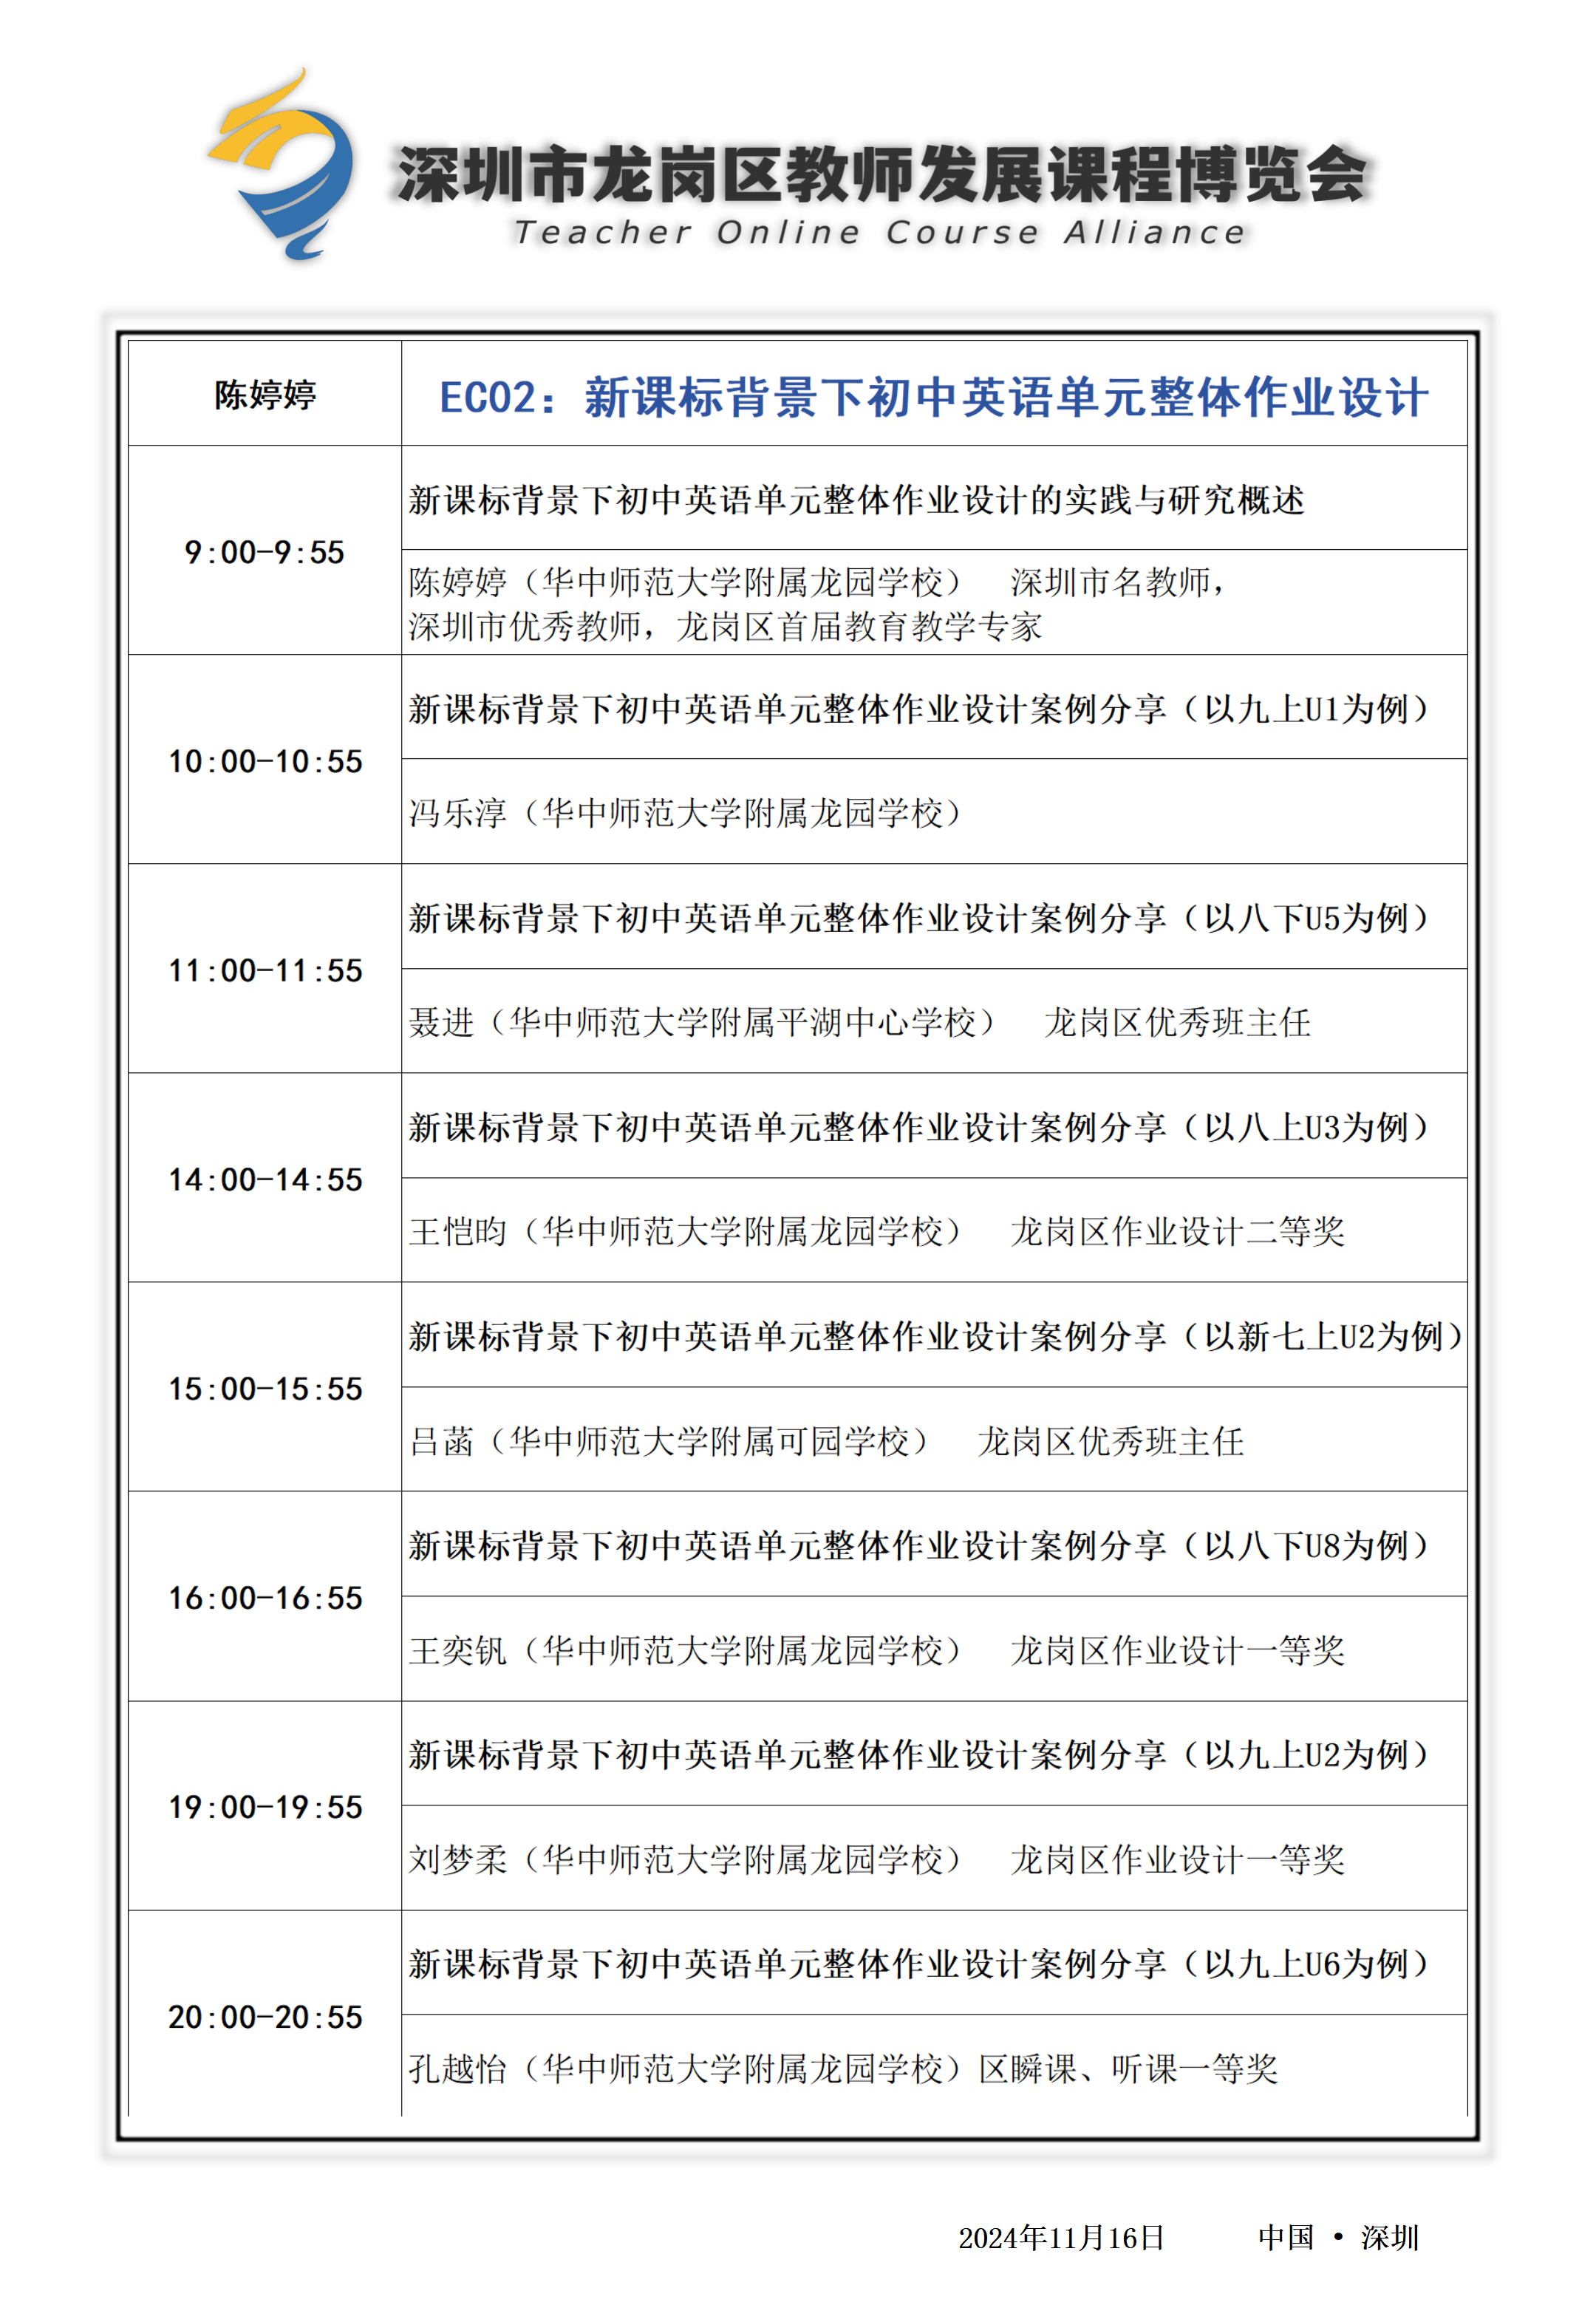 深圳市龙岗区教师发展课程博览会
Teacher Online Course Alliance
陈婷婷
EC02：新课标背景下初中英语单元整体作业设计
9:00-9:55
新课标背景下初中英语单元整体作业设计的实践与研究概述
陈婷婷（华中师范大学附属龙园学校） 深圳市名教师，
深圳市优秀教师，龙岗区首届教育教学专家
10:00-10:55
新课标背景下初中英语单元整体作业设计案例分享（以九上U1为例）
冯乐淳（华中师范大学附属龙园学校）
11:00-11:55
新课标背景下初中英语单元整体作业设计案例分享（以八下U5为例）
聂进（华中师范大学附属平湖中心学校） 龙岗区优秀班主任
14:00-14:55
新课标背景下初中英语单元整体作业设计案例分享（以八上U3为例）
王恺昀（华中师范大学附属龙园学校） 龙岗区作业设计二等奖
15:00-15:55
新课标背景下初中英语单元整体作业设计案例分享（以新七上U2为例）
吕菡（华中师范大学附属可园学校） 龙岗区优秀班主任
16:00-16:55
新课标背景下初中英语单元整体作业设计案例分享（以八下U8为例）
王奕钒（华中师范大学附属龙园学校） 龙岗区作业设计一等奖
19:00-19:55
新课标背景下初中英语单元整体作业设计案例分享（以九上U2为例）
刘梦柔（华中师范大学附属龙园学校） 龙岗区作业设计一等奖
20:00-20:55
新课标背景下初中英语单元整体作业设计案例分享（以九上U6为例）
孔越怡（华中师范大学附属龙园学校）区瞬课、听课一等奖
2024年11月16日 中国 • 深圳